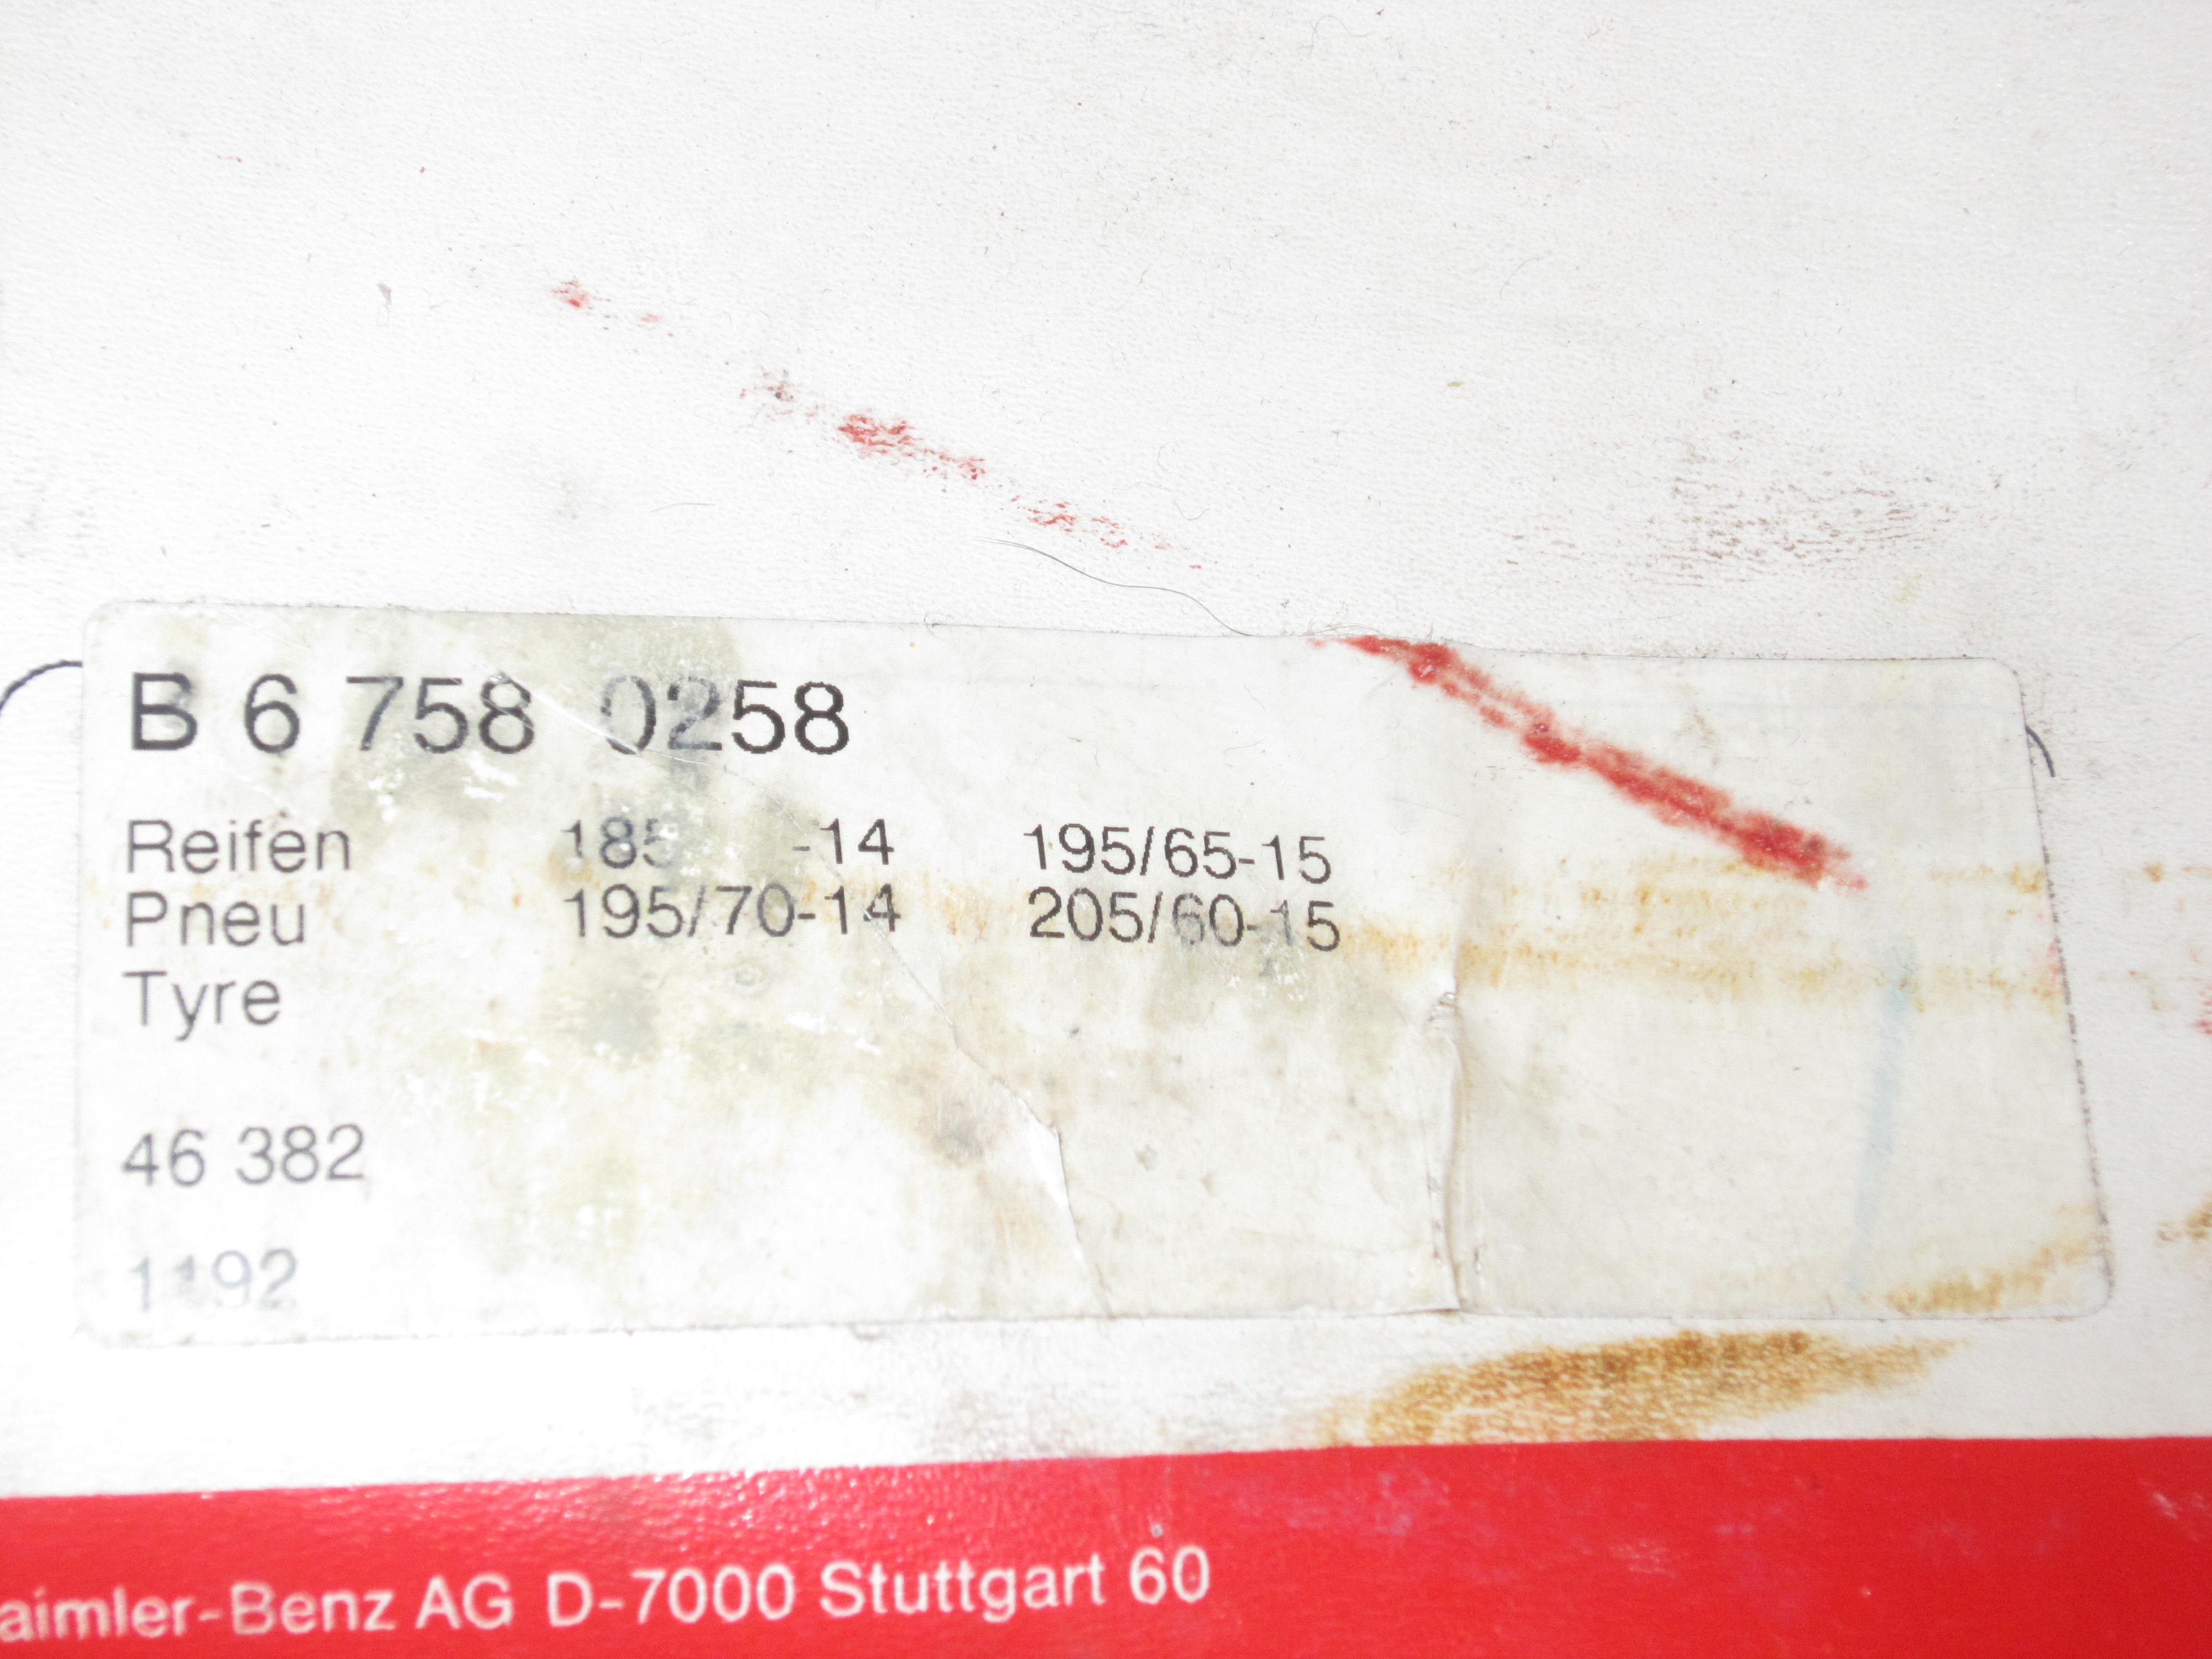 B 6 758 0258
Reifen 185 -14 195/65-15
Pneu 195/70-14 205/60-15
Tyre
46 382
1192
aimler-Benz AG D-7000 Stuttgart 60